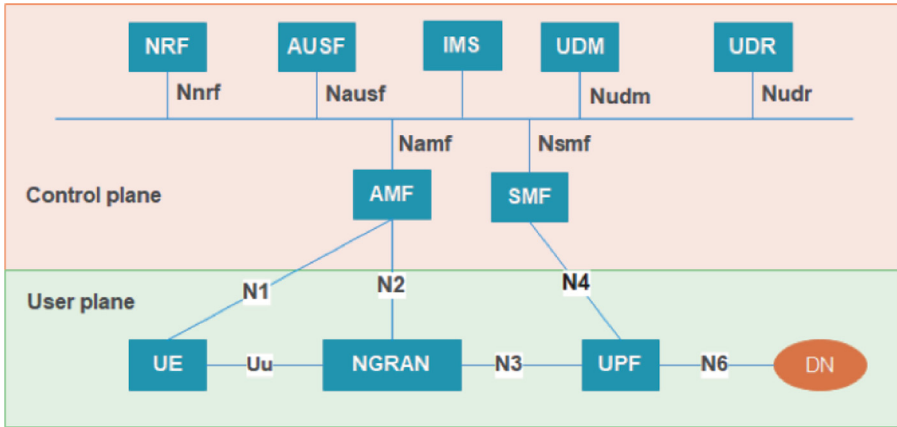 NRF
AUSF
IMS
UDM
UDR
Nnrf
Nausf
Nudm
Nudr
Namf
Nsmf
Control plane
AMF
SMF
N1
N2
N4
User plane
UE
Uu
NGRAN
N3
UPF
N6
DN